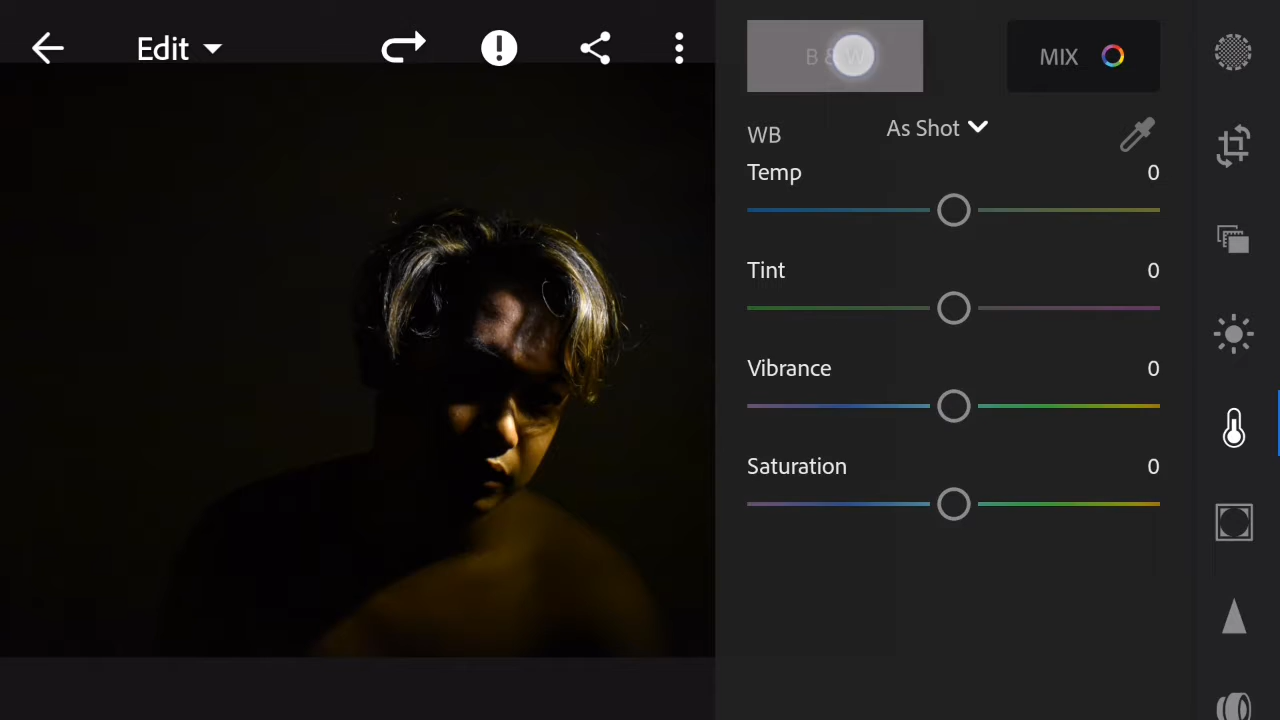 Edit
B & W
MIX
WB
As Shot
Temp
0
Tint
0
Vibrance
0
Saturation
0